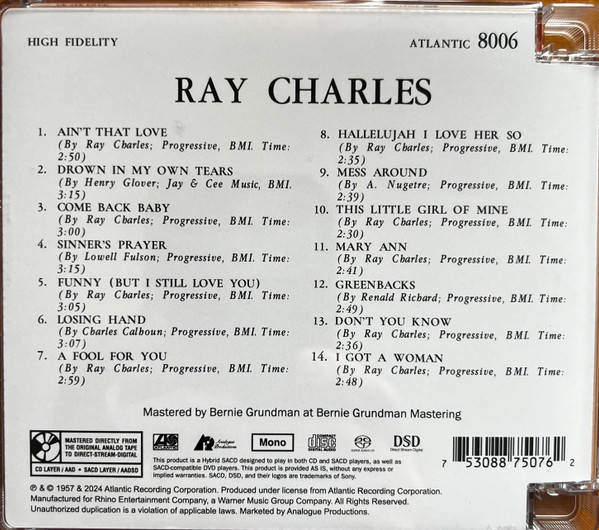 HIGH FIDELITY
ATLANTIC 8006
RAY CHARLES
1. AIN'T THAT LOVE
(By Ray Charles; Progressive, BMI. Time:
2:50)
2. DROWN IN MY OWN TEARS
(By Henry Glover; Jay & Cee Music, BMI.
3:15)
3. COME BACK BABY
(By Ray Charles; Progressive, BMI. Time:
3:00)
4. SINNER'S PRAYER
(By Lowell Fulson; Progressive, BMI. Time:
3:15)
5. FUNNY (BUT I STILL LOVE YOU)
(By Ray Charles; Progressive, BMI. Time:
3:05)
6. LOSING HAND
(By Charles Calhoun; Progressive, BMI. Time:
3:07)
7. A FOOL FOR YOU
(By Ray Charles; Progressive, BMI. Time:
2:59)
8. HALLELUJAH I LOVE HER SO
(By Ray Charles; Progressive, BMI. Time:
2:35)
9. MESS AROUND
(By A. Nugetre; Progressive, BMI. Time:
2:39)
10. THIS LITTLE GIRL OF MINE
(By Ray Charles; Progressive, BMI. Time:
2:30)
11. MARY ANN
(By Ray Charles; Progressive, BMI. Time:
2:41)
12. GREENBACKS
(By Renald Richard; Progressive, BMI. Time:
2:49)
13. DON'T YOU KNOW
(By Ray Charles; Progressive, BMI. Time:
2:36)
14. I GOT A WOMAN
(By Ray Charles; Progressive, BMI. Time:
2:48)
Mastered by Bernie Grundman at Bernie Grundman Mastering
MASTERED DIRECTLY FROM
THE ORIGINAL ANALOG TAPE
TO DIRECT-STREAM-DIGITAL
CD LAYER / AAD • SACD LAYER / AADSD
ATLANTIC
Analogue Productions
Mono
COMPACT disc DIGITAL AUDIO
SUPER AUDIO CD
DSD
Direct Stream Digital
This product is a Hybrid SACD designed to play in both CD and SACD players, as well as
SACD-compatible DVD players. This product is provided AS IS, without any express or
implied warranties. SACD, DSD, and their logos are trademarks of Sony.
7 53088 75076 2
℗ & © 1957 & 2024 Atlantic Recording Corporation. Produced under license from Atlantic Recording Corporation.
Manufactured for Rhino Entertainment Company, a Warner Music Group Company. All Rights Reserved.
Unauthorized duplication is a violation of applicable laws. Marketed by Analogue Productions.